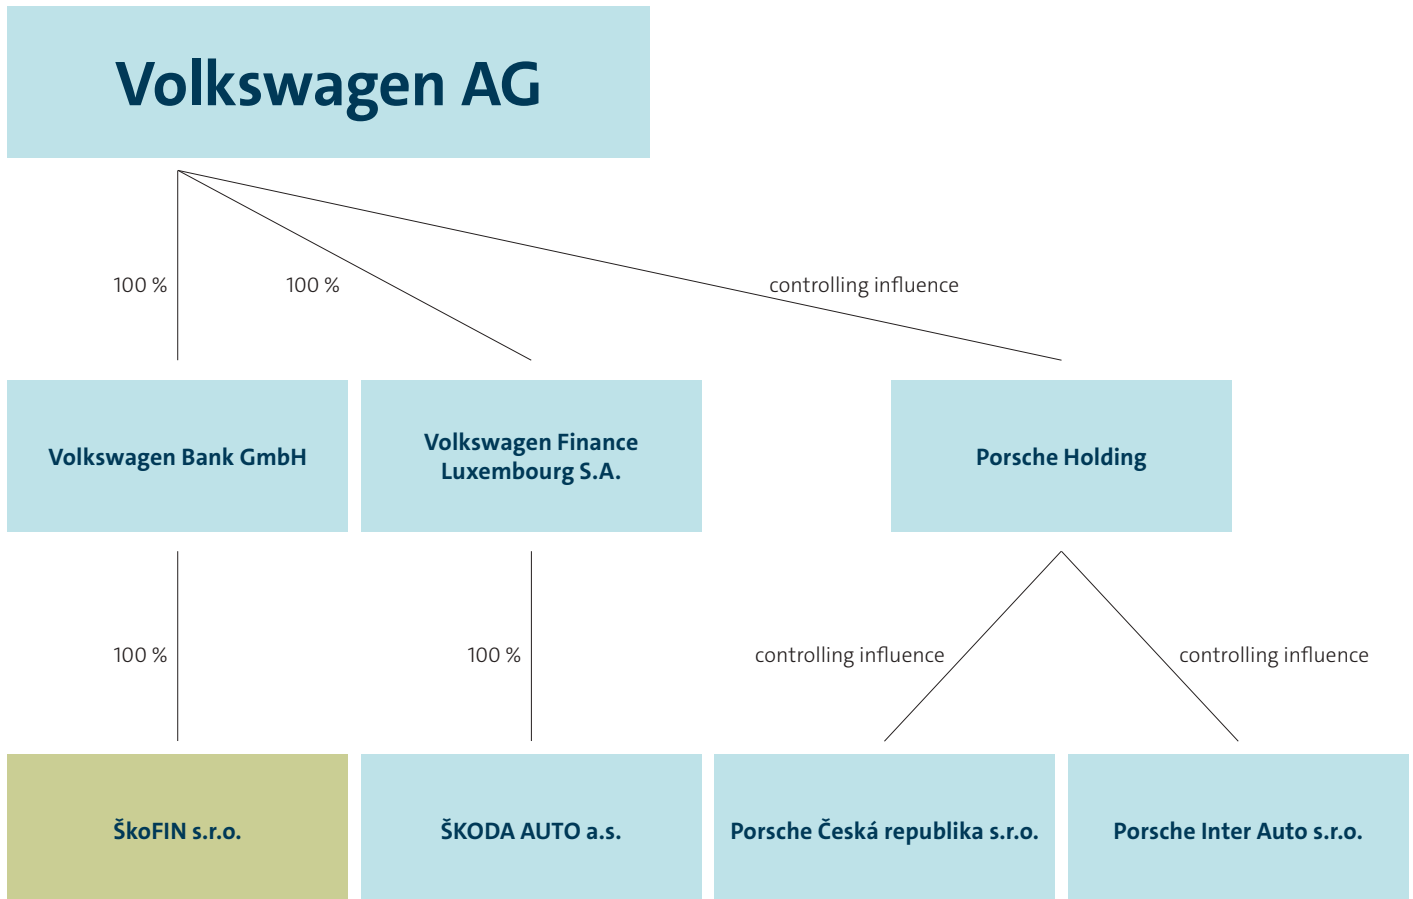 Volkswagen AG
100 %
100 %
controlling influence
Volkswagen Bank GmbH
Volkswagen Finance
Luxembourg S.A.
Porsche Holding
100 %
100 %
controlling influence
controlling influence
ŠkoFIN s.r.o.
ŠKODA AUTO a.s.
Porsche Česká republika s.r.o.
Porsche Inter Auto s.r.o.